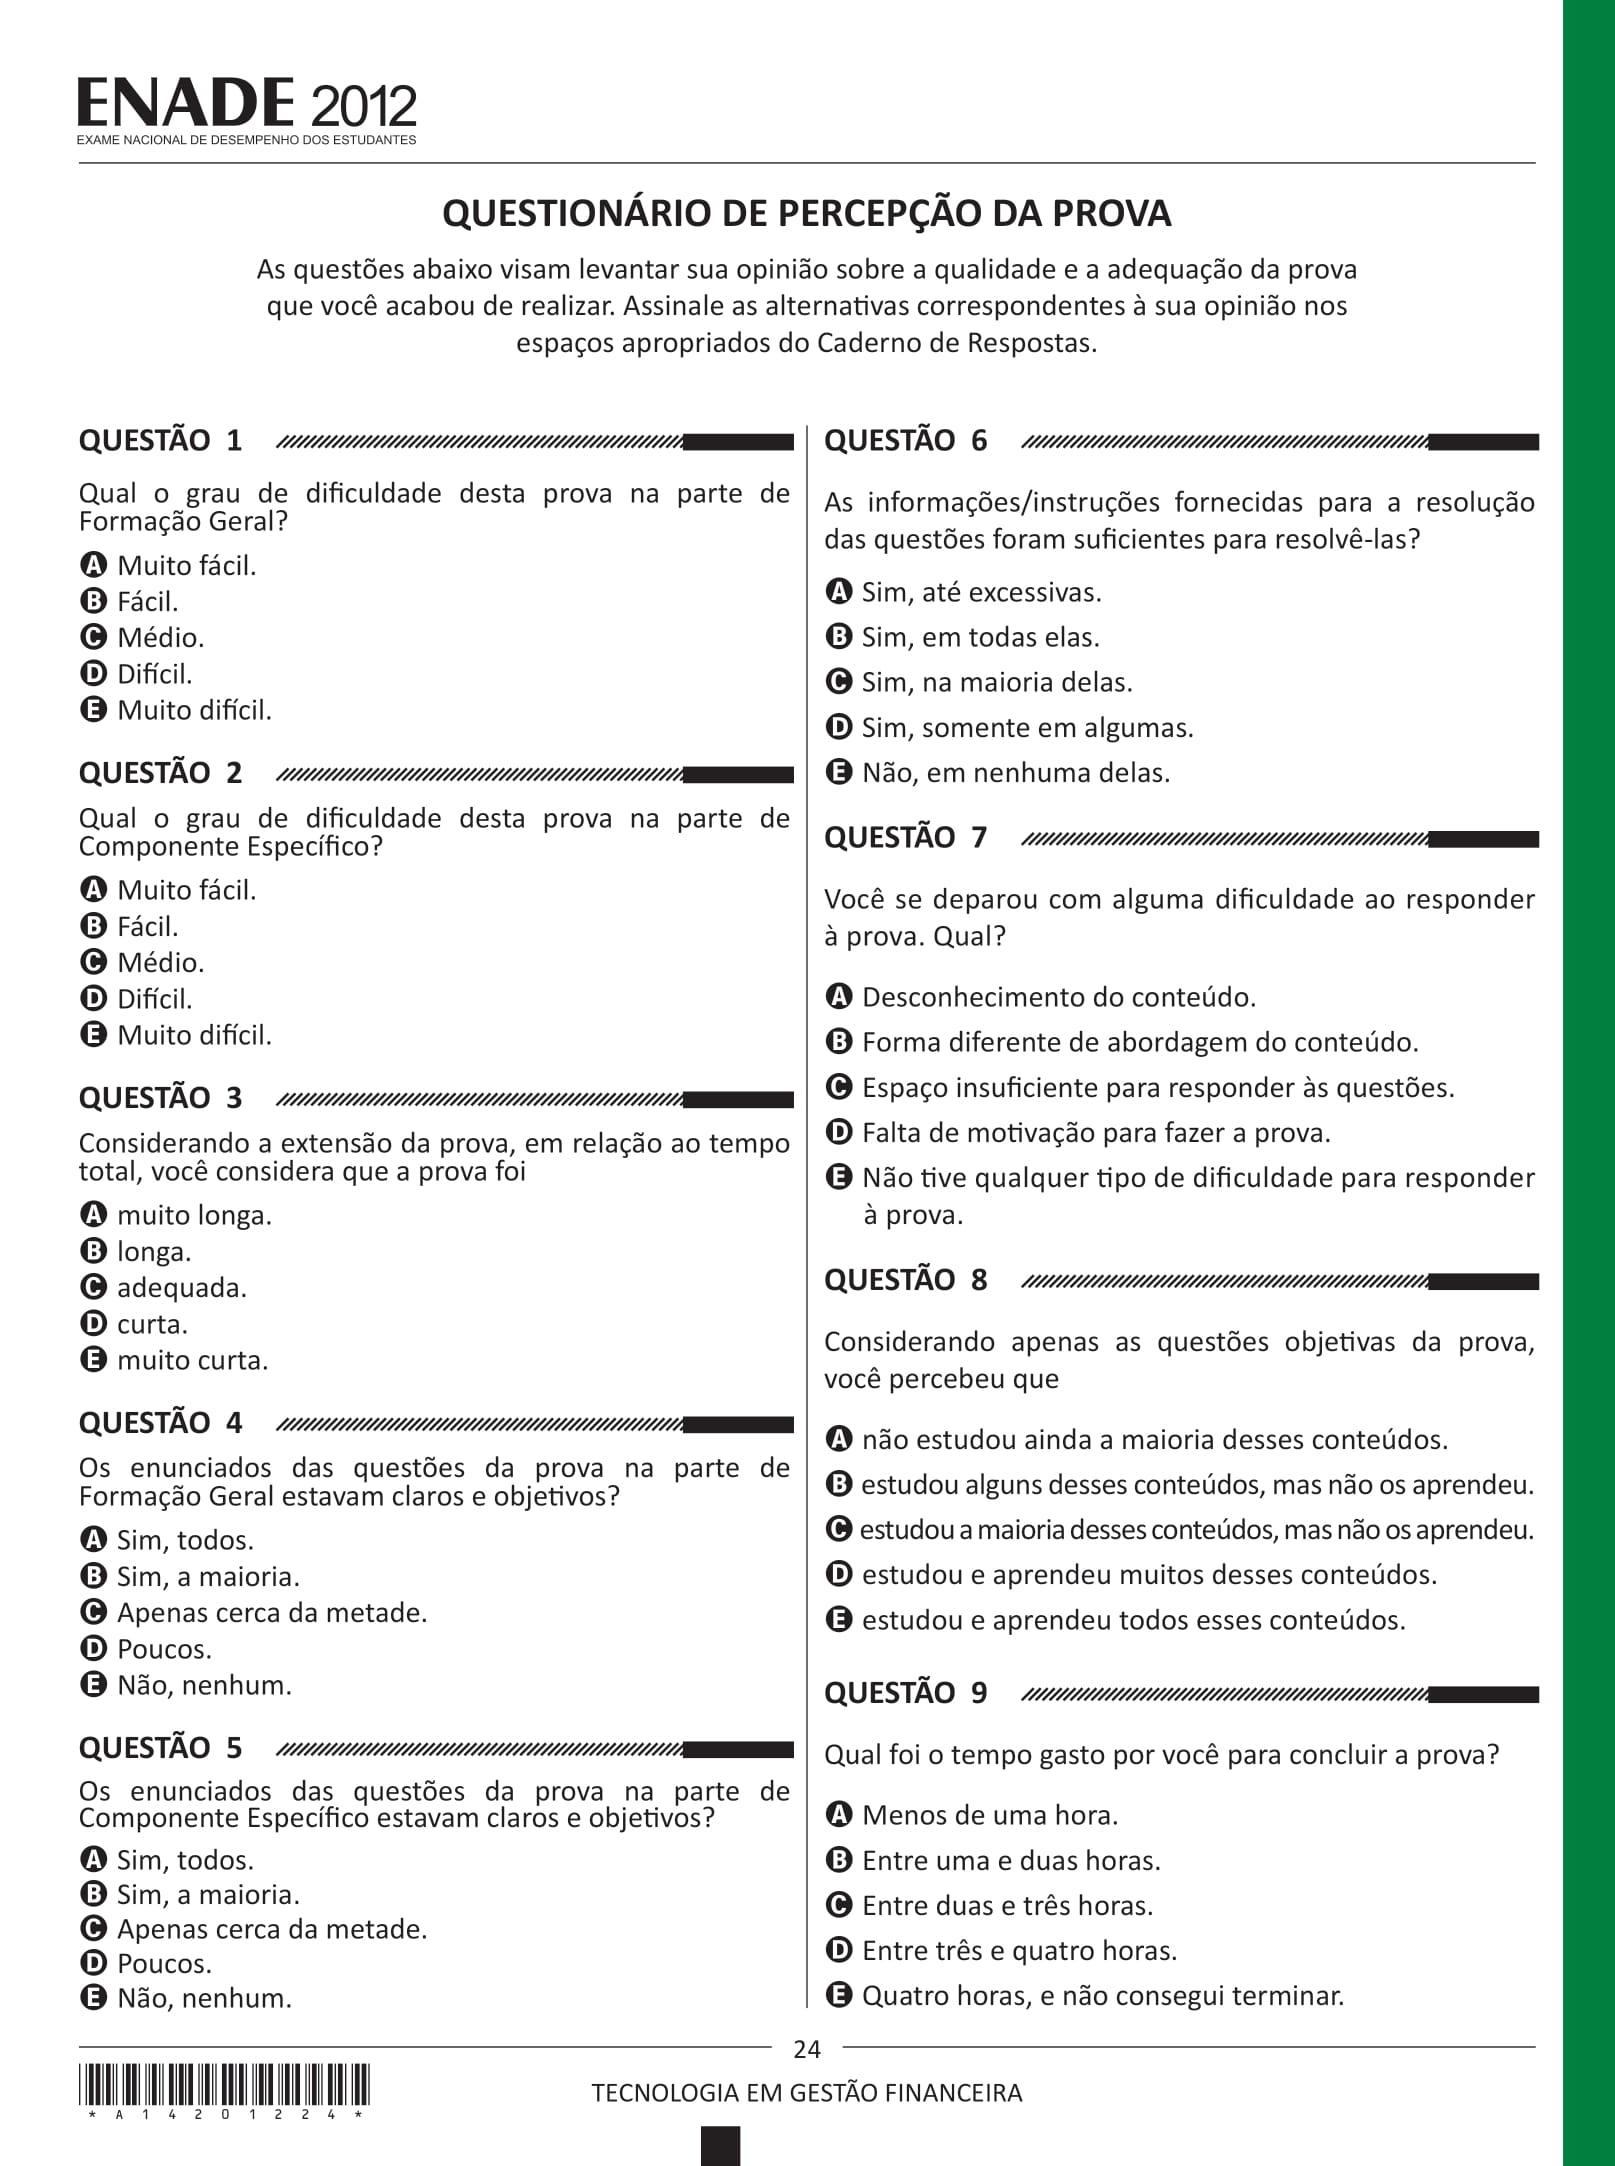 ENADE 2012
EXAME NACIONAL DE DESEMPENHO DOS ESTUDANTES
QUESTIONÁRIO DE PERCEPÇÃO DA PROVA
As questões abaixo visam levantar sua opinião sobre a qualidade e a adequação da prova
que você acabou de realizar. Assinale as alternativas correspondentes à sua opinião nos
espaços apropriados do Caderno de Respostas.
QUESTÃO 1
Qual o grau de dificuldade desta prova na parte de
Formação Geral?
A Muito fácil.
B Fácil.
C Médio.
D Difícil.
E Muito difícil.
QUESTÃO 2
Qual o grau de dificuldade desta prova na parte de
Componente Específico?
A Muito fácil.
B Fácil.
C Médio.
D Difícil.
E Muito difícil.
QUESTÃO 3
Considerando a extensão da prova, em relação ao tempo
total, você considera que a prova foi
A muito longa.
B longa.
C adequada.
D curta.
E muito curta.
QUESTÃO 4
Os enunciados das questões da prova na parte de
Formação Geral estavam claros e objetivos?
A Sim, todos.
B Sim, a maioria.
C Apenas cerca da metade.
D Poucos.
E Não, nenhum.
QUESTÃO 5
Os enunciados das questões da prova na parte de
Componente Específico estavam claros e objetivos?
A Sim, todos.
B Sim, a maioria.
C Apenas cerca da metade.
D Poucos.
E Não, nenhum.
QUESTÃO 6
As informações/instruções fornecidas para a resolução
das questões foram suficientes para resolvê-las?
A Sim, até excessivas.
B Sim, em todas elas.
C Sim, na maioria delas.
D Sim, somente em algumas.
E Não, em nenhuma delas.
QUESTÃO 7
Você se deparou com alguma dificuldade ao responder
à prova. Qual?
A Desconhecimento do conteúdo.
B Forma diferente de abordagem do conteúdo.
C Espaço insuficiente para responder às questões.
D Falta de motivação para fazer a prova.
E Não tive qualquer tipo de dificuldade para responder
à prova.
QUESTÃO 8
Considerando apenas as questões objetivas da prova,
você percebeu que
A não estudou ainda a maioria desses conteúdos.
B estudou alguns desses conteúdos, mas não os aprendeu.
C estudou a maioria desses conteúdos, mas não os aprendeu.
D estudou e aprendeu muitos desses conteúdos.
E estudou e aprendeu todos esses conteúdos.
QUESTÃO 9
Qual foi o tempo gasto por você para concluir a prova?
A Menos de uma hora.
B Entre uma e duas horas.
C Entre duas e três horas.
D Entre três e quatro horas.
E Quatro horas, e não consegui terminar.
24
TECNOLOGIA EM GESTÃO FINANCEIRA
* A 1 4 2 0 1 2 2 4 *